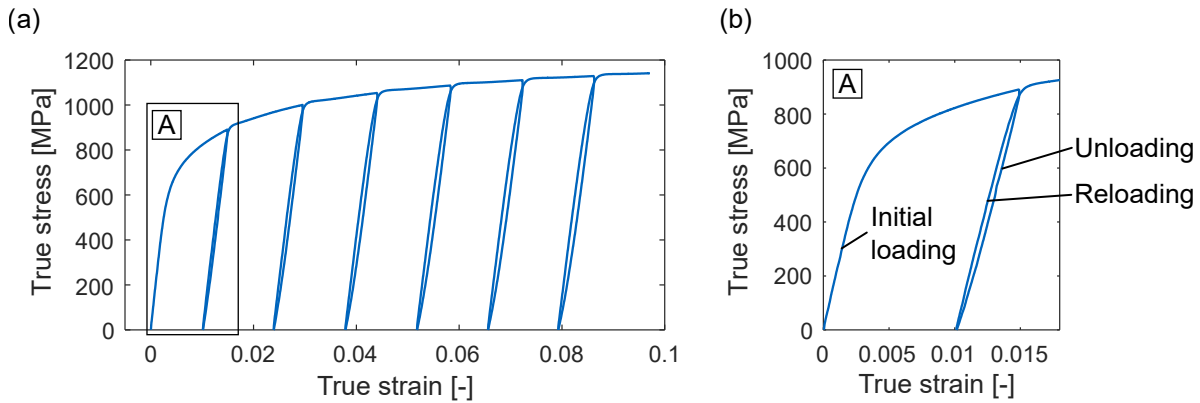 (a)
True stress [MPa]
1200
1000
800
600
400
200
0
A
0
0.02
0.04
0.06
0.08
0.1
True strain [-]
(b)
True stress [MPa]
1000
800
600
400
200
0
A
Unloading
Reloading
Initial
loading
0
0.005
0.01
0.015
True strain [-]